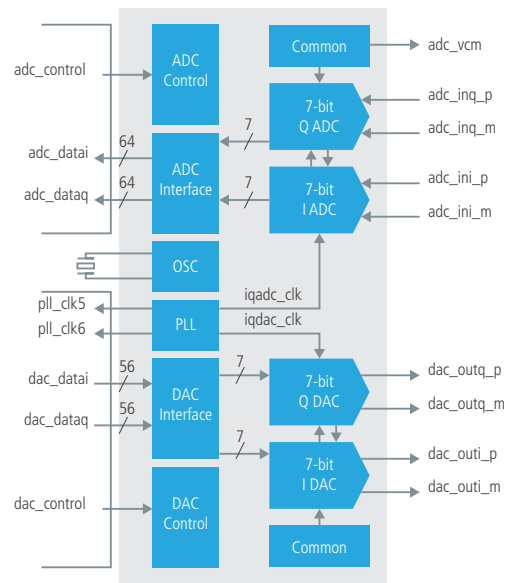 adc_control
ADC
Control
Common
adc_vcm
7-bit
Q ADC
adc_inq_p
adc_inq_m
7
64
adc_datai
64
adc_dataq
ADC
Interface
7
7-bit
I ADC
adc_ini_p
adc_ini_m
OSC
pll_clk5
pll_clk6
PLL
iqadc_clk
iqdac_clk
dac_datai
56
dac_dataq
56
DAC
Interface
7
7
7-bit
Q DAC
dac_outq_p
dac_outq_m
7-bit
I DAC
dac_outi_p
dac_outi_m
dac_control
DAC
Control
Common